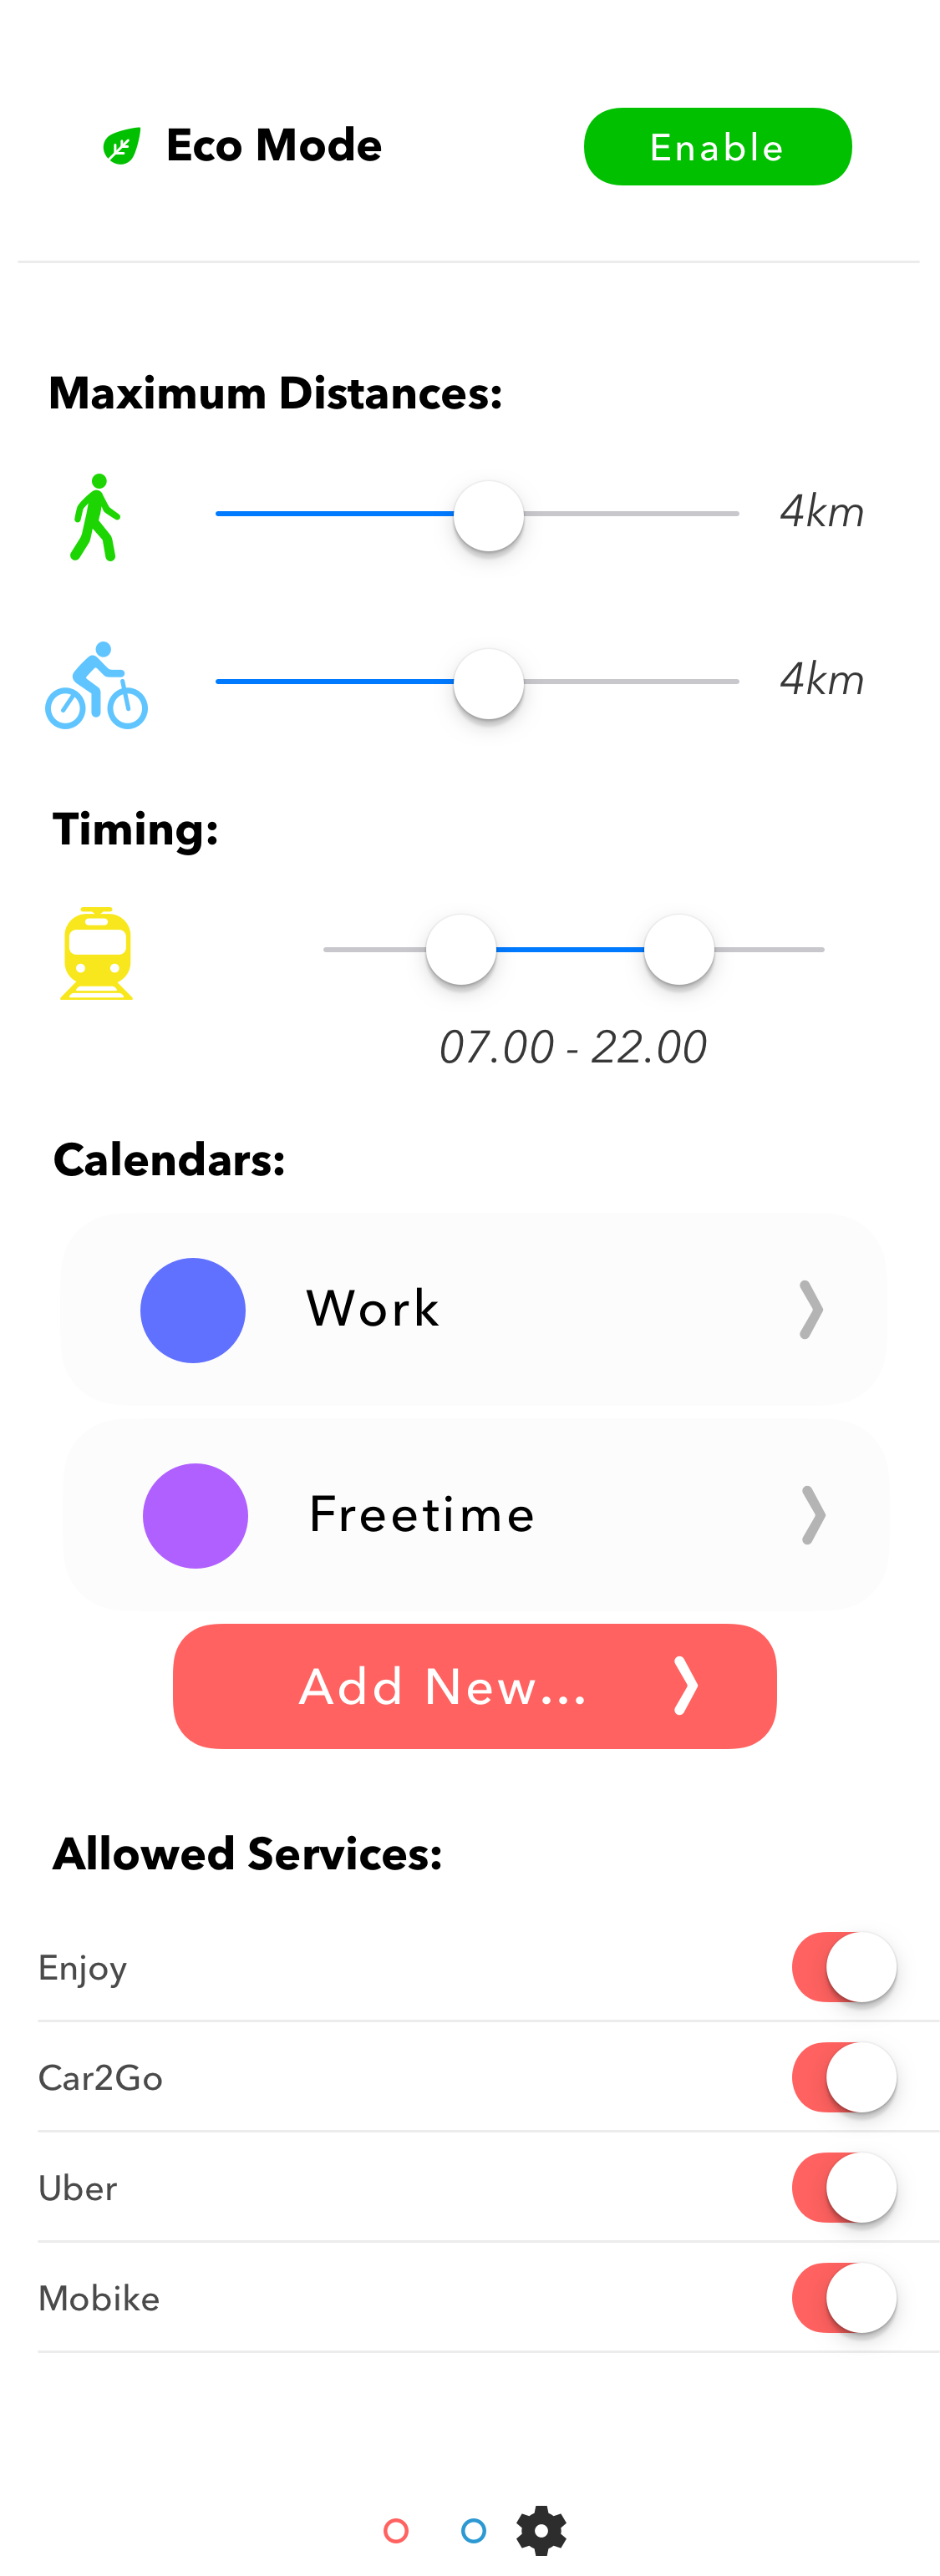 Eco Mode
Enable
Maximum Distances:
4km
4km
Timing:
07.00 - 22.00
Calendars:
Work
Freetime
Add New...
Allowed Services:
Enjoy
Car2Go
Uber
Mobike